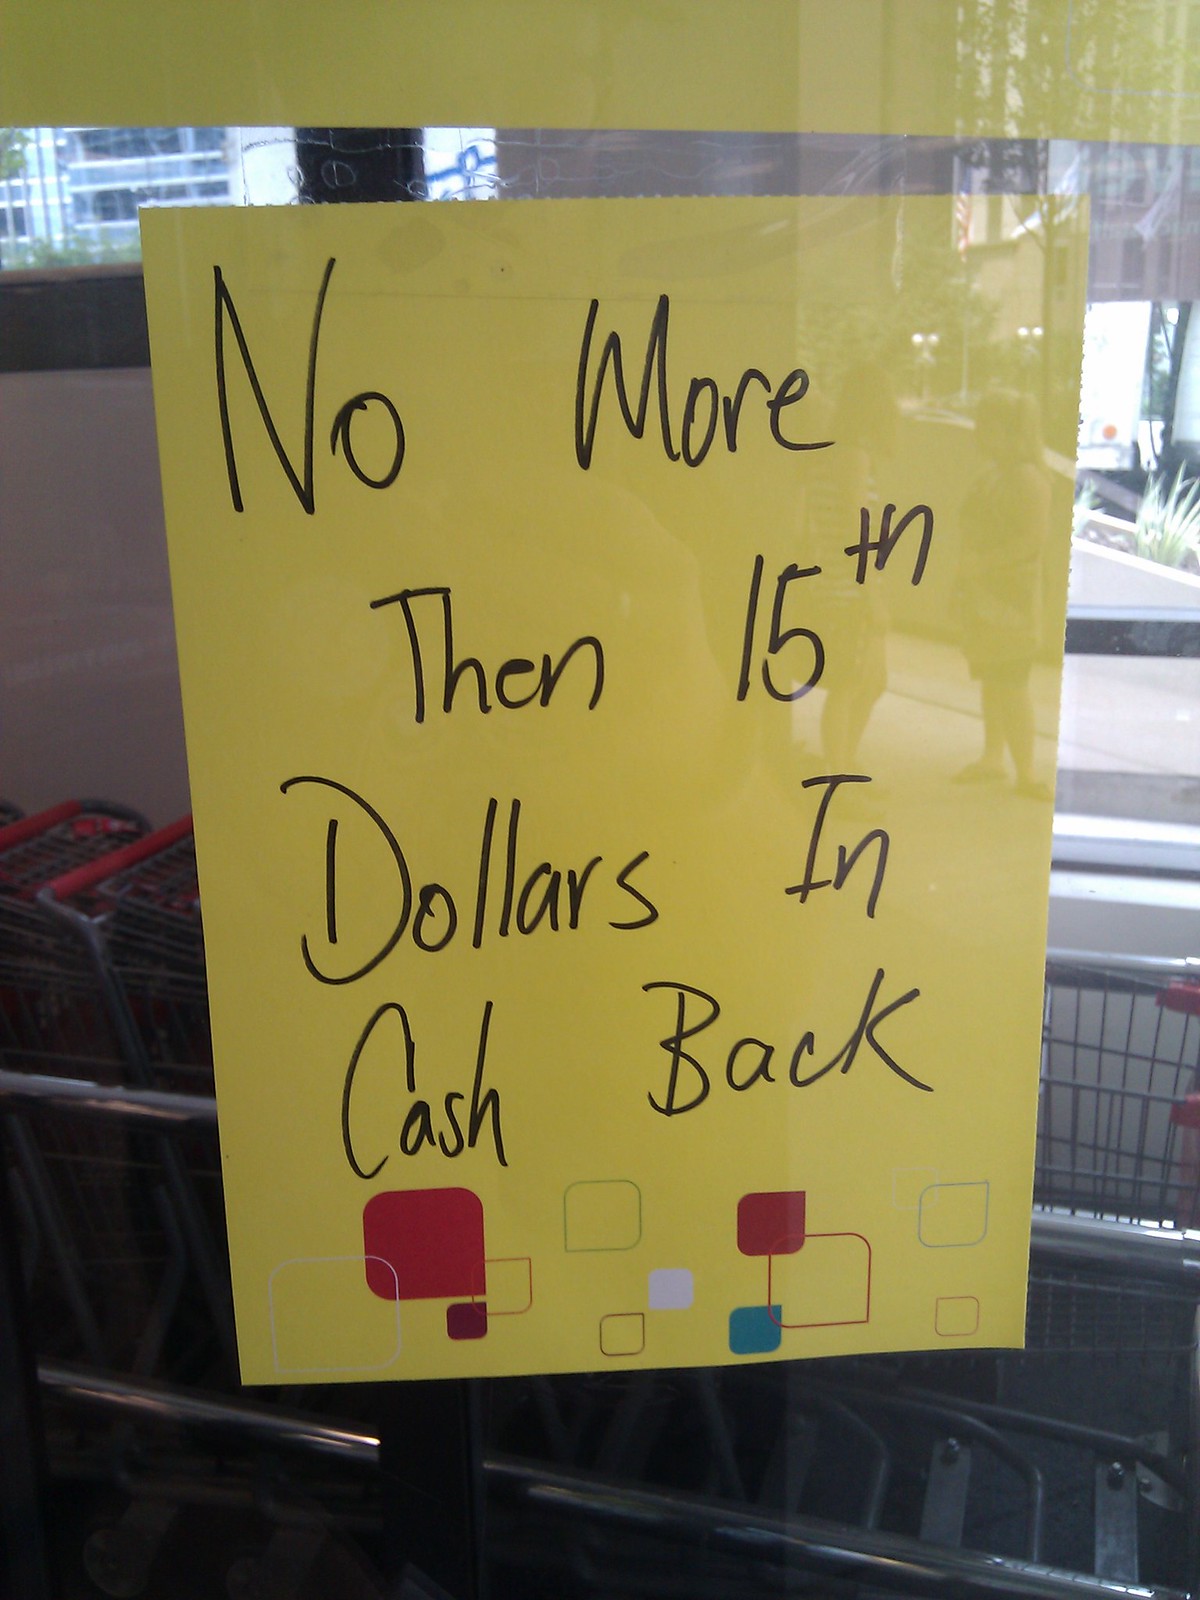 No More
Then 15th
Dollars In
Cash Back